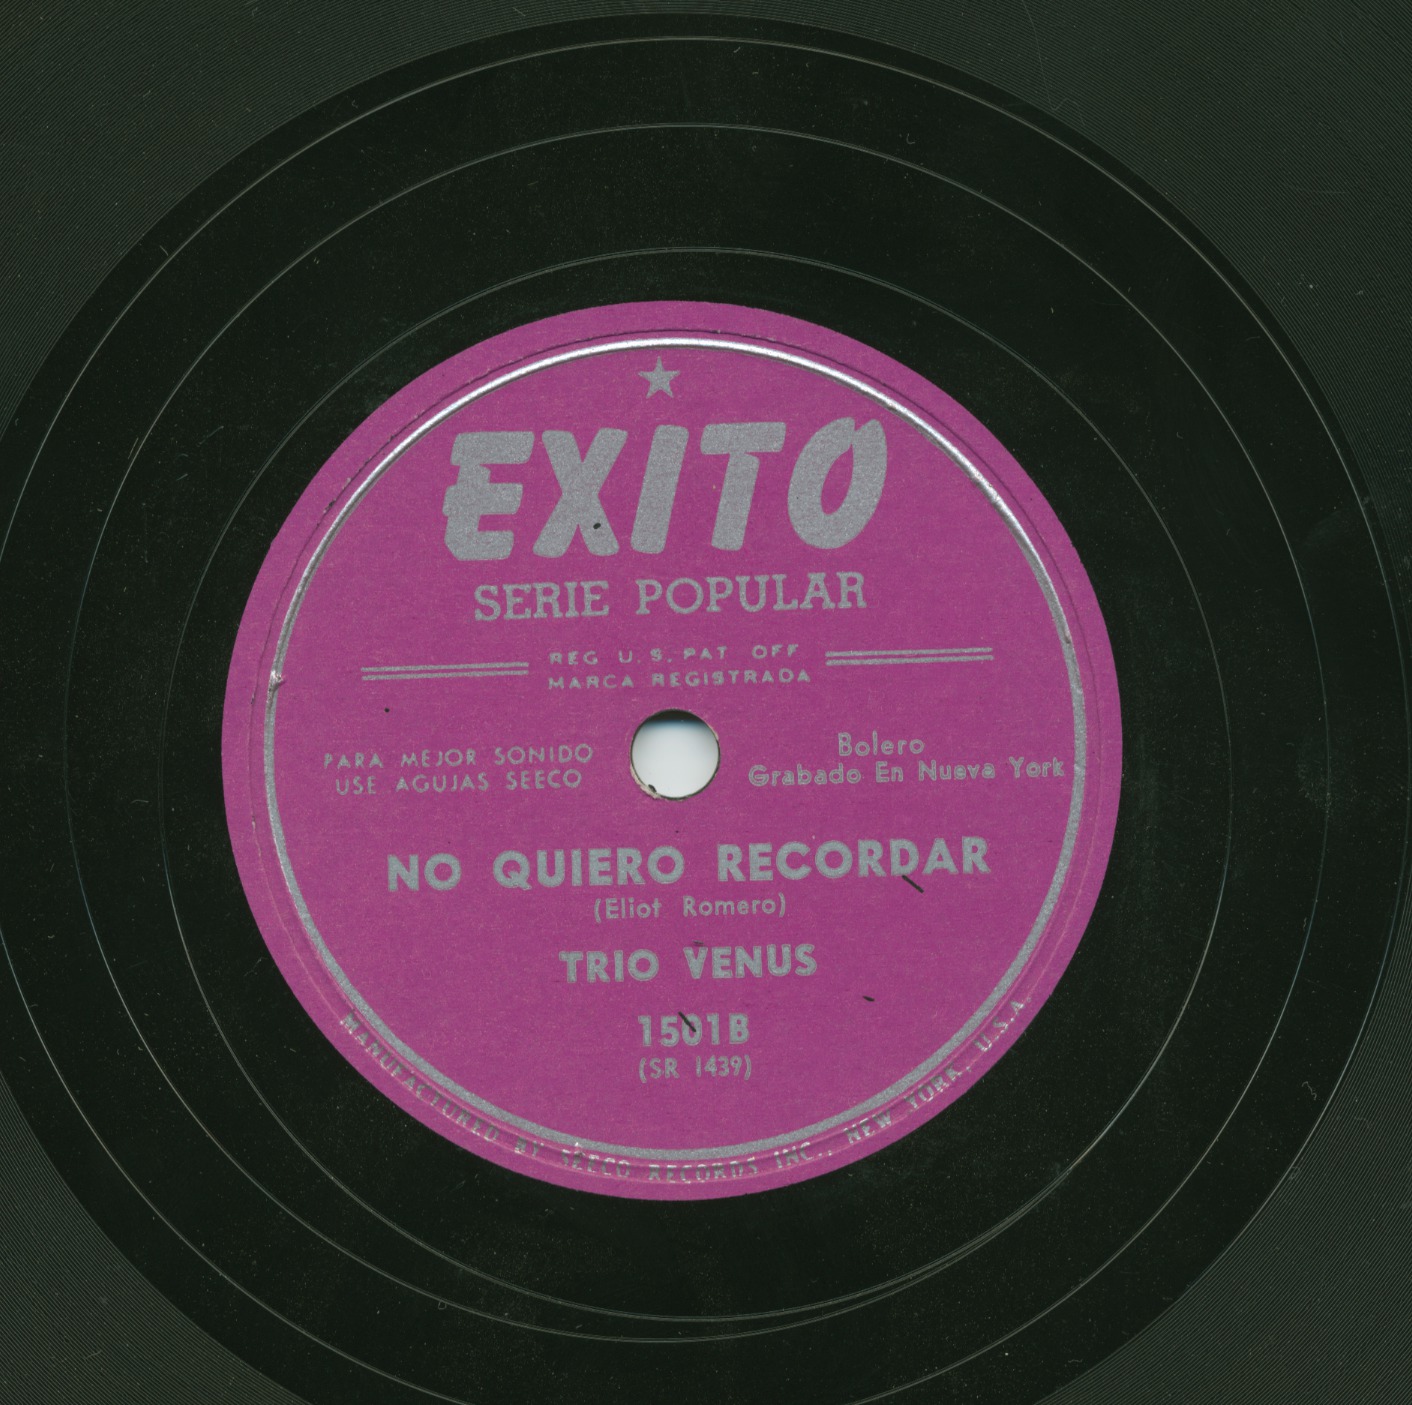 EXITO
SERIE POPULAR
REG U.S. PAT OFF
MARCA REGISTRADA
PARA MEJOR SONIDO
USE AGUJAS SEECO
Bolero
Grabado En Nueva York
NO QUIERO RECORDAR
(Eliot Romero)
TRIO VENUS
1501B
(SR 1439)
MANUFACTURED BY SEECO RECORDS INC., NEW YORK, U.S.A